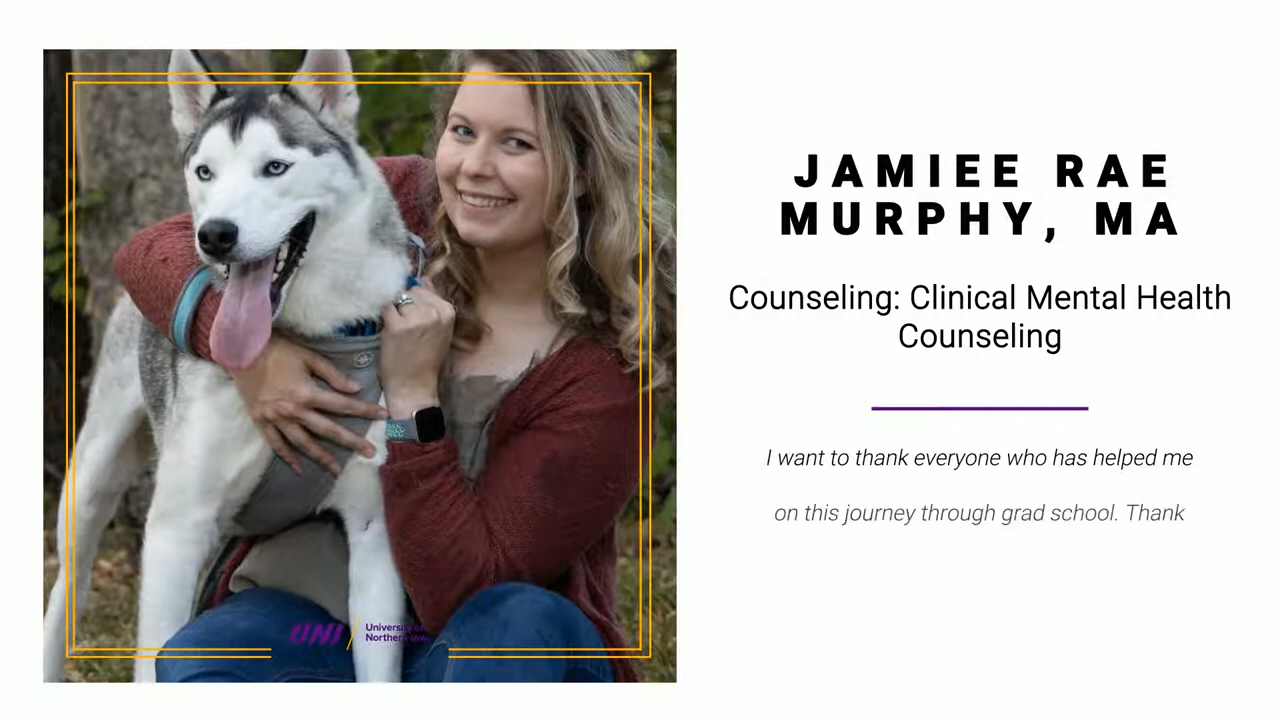 JAMIEE RAE
MURPHY, MA
Counseling: Clinical Mental Health
Counseling
I want to thank everyone who has helped me
on this journey through grad school. Thank
UNI
University of
Northern Iowa